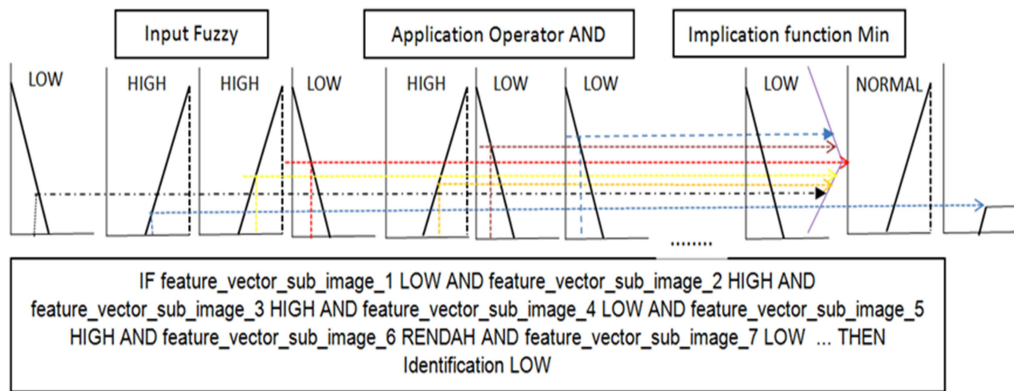 Input Fuzzy
Application Operator AND
Implication function Min
LOW
HIGH
HIGH
LOW
HIGH
LOW
LOW
LOW
NORMAL
........
IF feature_vector_sub_image_1 LOW AND feature_vector_sub_image_2 HIGH AND
feature_vector_sub_image_3 HIGH AND feature_vector_sub_image_4 LOW AND feature_vector_sub_image_5
HIGH AND feature_vector_sub_image_6 RENDAH AND feature_vector_sub_image_7 LOW ... THEN
Identification LOW